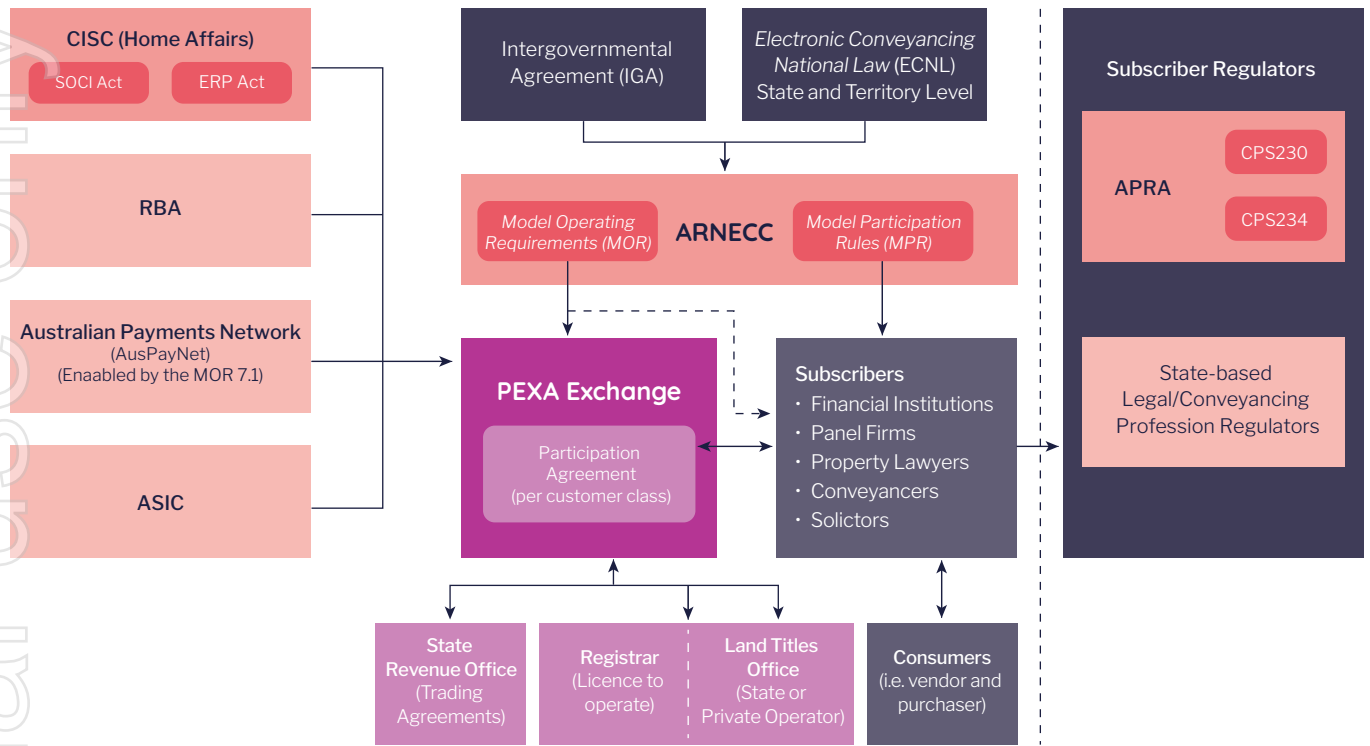 CISC (Home Affairs)
SOCI Act
ERP Act
RBA
Australian Payments Network
(AusPayNet)
(Enaabled by the MOR 7.1)
ASIC
Intergovernmental
Agreement (IGA)
Electronic Conveyancing
National Law (ECNL)
State and Territory Level
Model Operating
Requirements (MOR)
ARNECC
Model Participation
Rules (MPR)
PEXA Exchange
Participation
Agreement
(per customer class)
Subscribers
• Financial Institutions
• Panel Firms
• Property Lawyers
• Conveyancers
• Solictors
State
Revenue Office
(Trading
Agreements)
Registrar
(Licence to
operate)
Land Titles
Office
(State or
Private Operator)
Consumers
(i.e. vendor and
purchaser)
Subscriber Regulators
APRA
CPS230
CPS234
State-based
Legal/Conveyancing
Profession Regulators